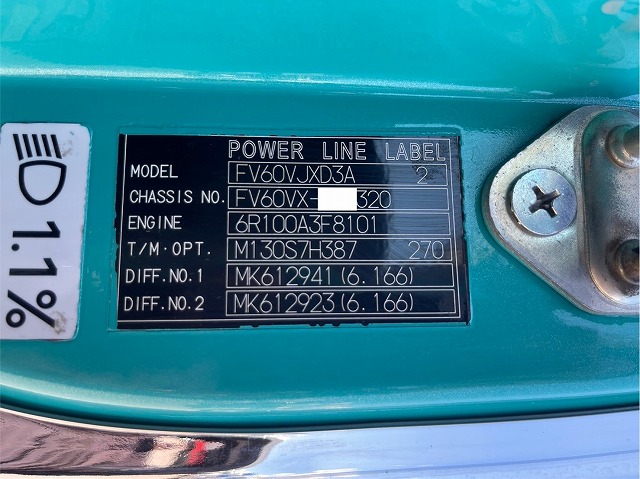 POWER LINE LABEL
MODEL FV60VJXD3A 2
CHASSIS NO. FV60VX- 320
ENGINE 6R100A3F8101
T/M·OPT. M130S7H387 270
DIFF.NO.1 MK612941(6.166)
DIFF.NO.2 MK612923(6.166)
1.1%